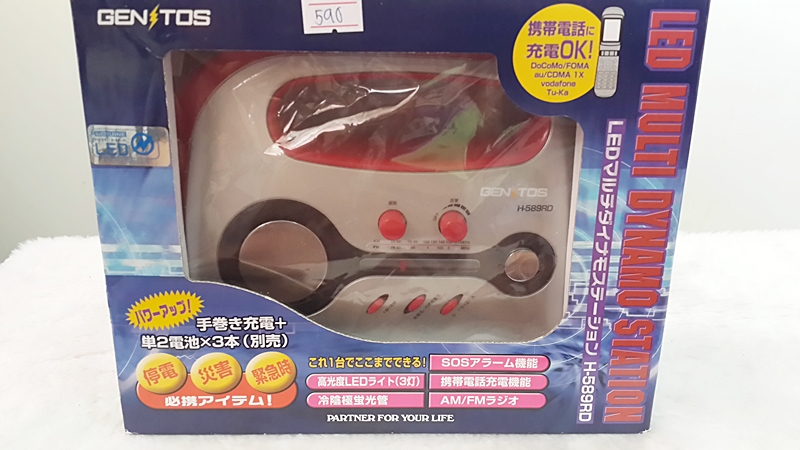 GENTOS
590
携帯電話に
充電OK!
DoCoMo/FOMA
au/CDMA 1X
vodafone
Tu-Ka
LED MULTI DYNAMO STATION
LEDマルチダイナモステーション H-589RD
LED
GENTOS
H-589RD
パワーアップ!
手巻き充電+
単2電池×3本(別売)
停電
災害
緊急時
必携アイテム!
これ1台でここまでできる!
SOSアラーム機能
高光度LEDライト(3灯)
携帯電話充電機能
冷陰極蛍光管
AM/FMラジオ
PARTNER FOR YOUR LIFE